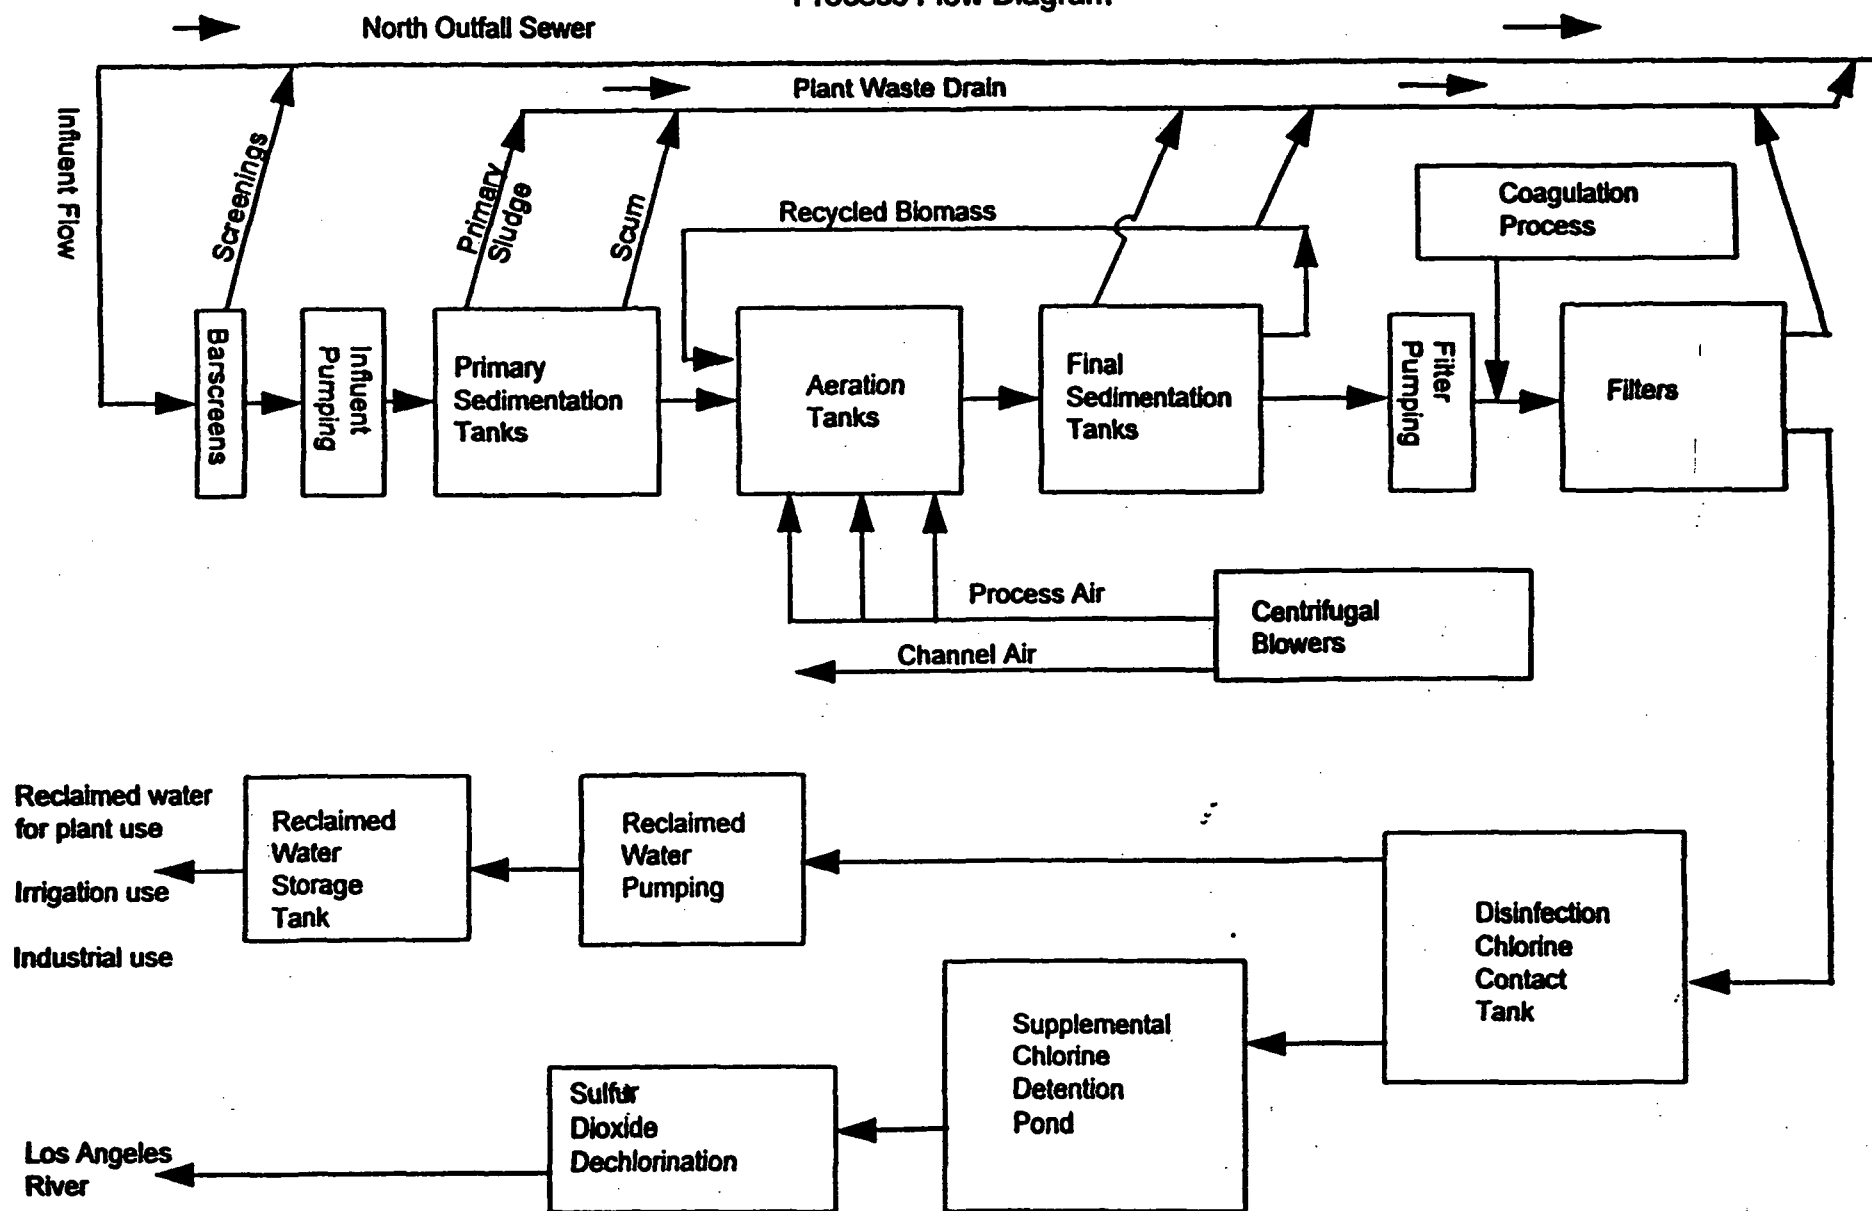 Process Flow Diagram
North Outfall Sewer
Plant Waste Drain
Influent Flow
Screenings
Primary
Sludge
Scum
Recycled Biomass
Coagulation
Process
Barscreens
Influent
Pumping
Primary
Sedimentation
Tanks
Aeration
Tanks
Final
Sedimentation
Tanks
Filter
Pumping
Filters
Process Air
Channel Air
Centrifugal
Blowers
Reclaimed water
for plant use
Irrigation use
Industrial use
Reclaimed
Water
Storage
Tank
Reclaimed
Water
Pumping
Disinfection
Chlorine
Contact
Tank
Supplemental
Chlorine
Detention
Pond
Sulfur
Dioxide
Dechlorination
Los Angeles
River